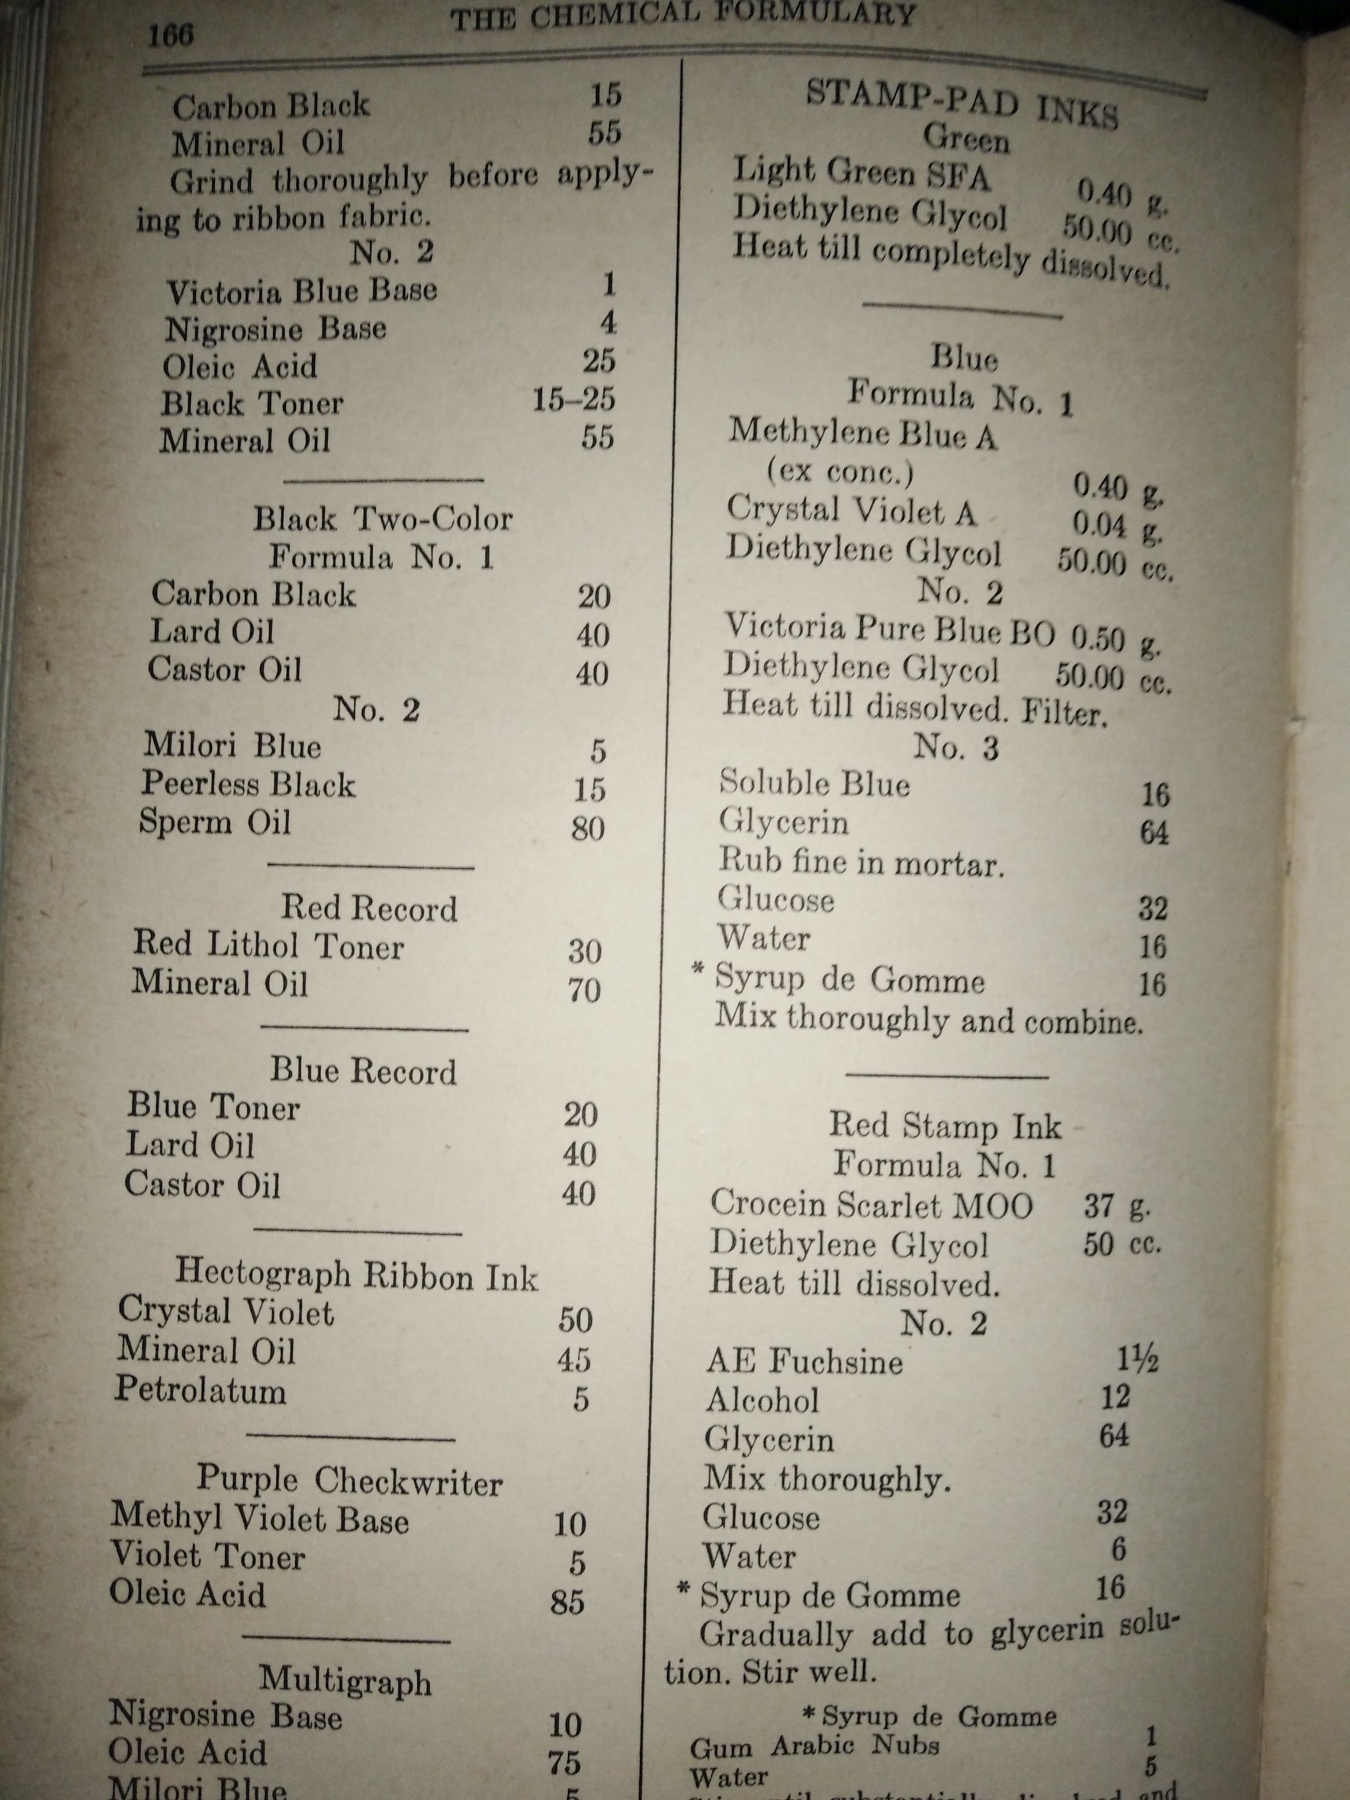 166
THE CHEMICAL FORMULARY
Carbon Black 15
Mineral Oil 55
Grind thoroughly before apply-
ing to ribbon fabric.
No. 2
Victoria Blue Base 1
Nigrosine Base 4
Oleic Acid 25
Black Toner 15–25
Mineral Oil 55
Black Two-Color
Formula No. 1
Carbon Black 20
Lard Oil 40
Castor Oil 40
No. 2
Milori Blue 5
Peerless Black 15
Sperm Oil 80
Red Record
Red Lithol Toner 30
Mineral Oil 70
Blue Record
Blue Toner 20
Lard Oil 40
Castor Oil 40
Hectograph Ribbon Ink
Crystal Violet 50
Mineral Oil 45
Petrolatum 5
Purple Checkwriter
Methyl Violet Base 10
Violet Toner 5
Oleic Acid 85
Multigraph
Nigrosine Base 10
Oleic Acid 75
Milori Blue 5
STAMP-PAD INKS
Green
Light Green SFA 0.40 g.
Diethylene Glycol 50.00 cc.
Heat till completely dissolved.
Blue
Formula No. 1
Methylene Blue A
(ex conc.) 0.40 g.
Crystal Violet A 0.04 g.
Diethylene Glycol 50.00 cc.
No. 2
Victoria Pure Blue BO 0.50 g.
Diethylene Glycol 50.00 cc.
Heat till dissolved. Filter.
No. 3
Soluble Blue 16
Glycerin 64
Rub fine in mortar.
Glucose 32
Water 16
* Syrup de Gomme 16
Mix thoroughly and combine.
Red Stamp Ink
Formula No. 1
Crocein Scarlet MOO 37 g.
Diethylene Glycol 50 cc.
Heat till dissolved.
No. 2
AE Fuchsine 1½
Alcohol 12
Glycerin 64
Mix thoroughly.
Glucose 32
Water 6
* Syrup de Gomme 16
Gradually add to glycerin solu-
tion. Stir well.
* Syrup de Gomme
Gum Arabic Nubs 1
Water 5
and